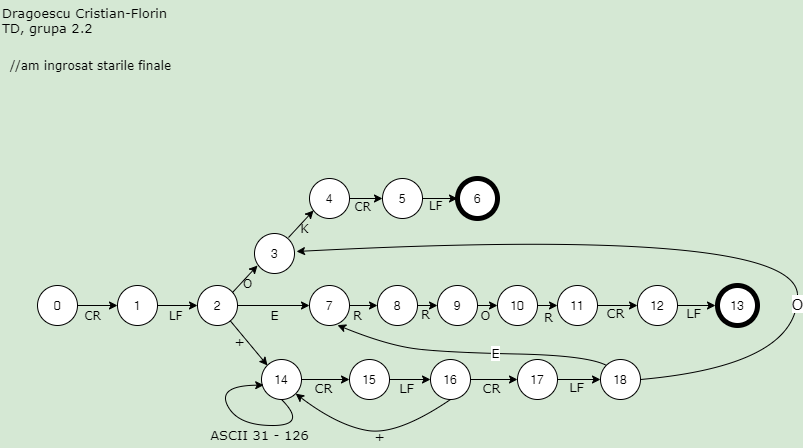 Dragoescu Cristian-Florin
TD, grupa 2.2
//am ingrosat starile finale
4
CR
5
LF
6
K
3
O
0
CR
1
LF
2
E
7
R
8
R
9
O
10
R
11
CR
12
LF
13
O
+
E
14
CR
15
LF
16
CR
17
LF
18
ASCII 31 - 126
+